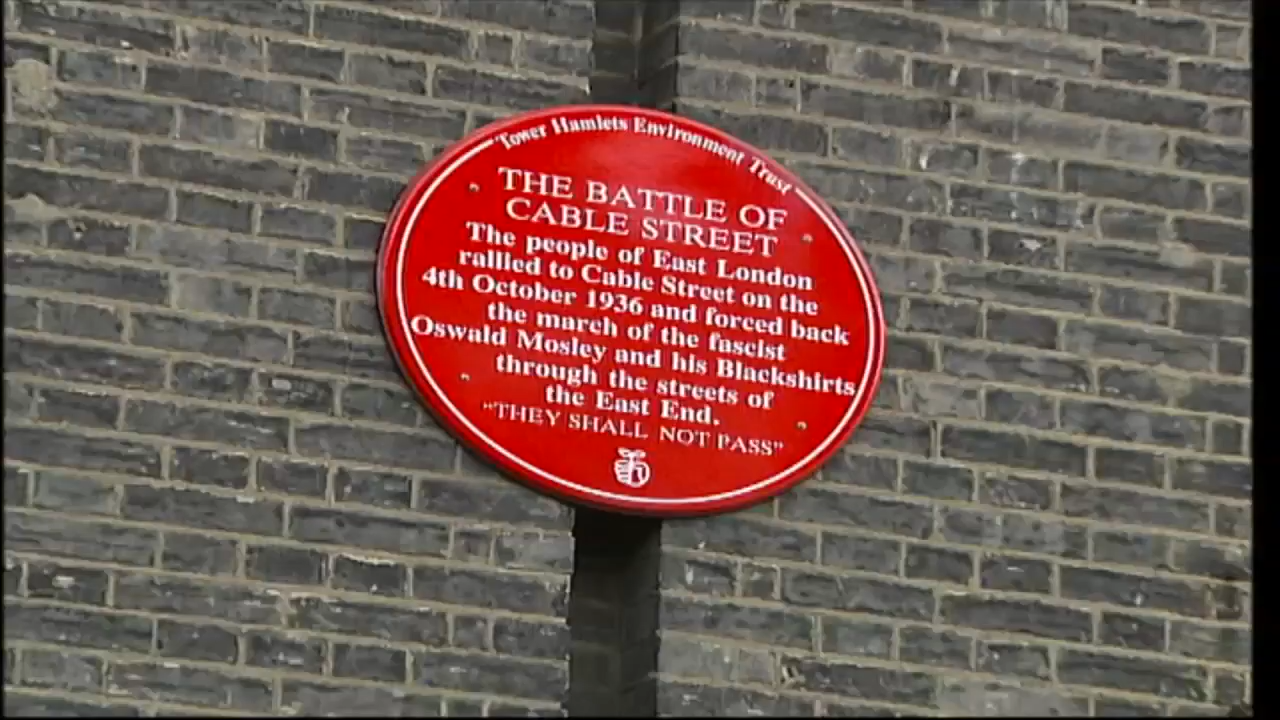 Tower Hamlets Environment Trust
THE BATTLE OF
CABLE STREET
The people of East London
rallied to Cable Street on the
4th October 1936 and forced back
the march of the fascist
Oswald Mosley and his Blackshirts
through the streets of
the East End.
"THEY SHALL NOT PASS"